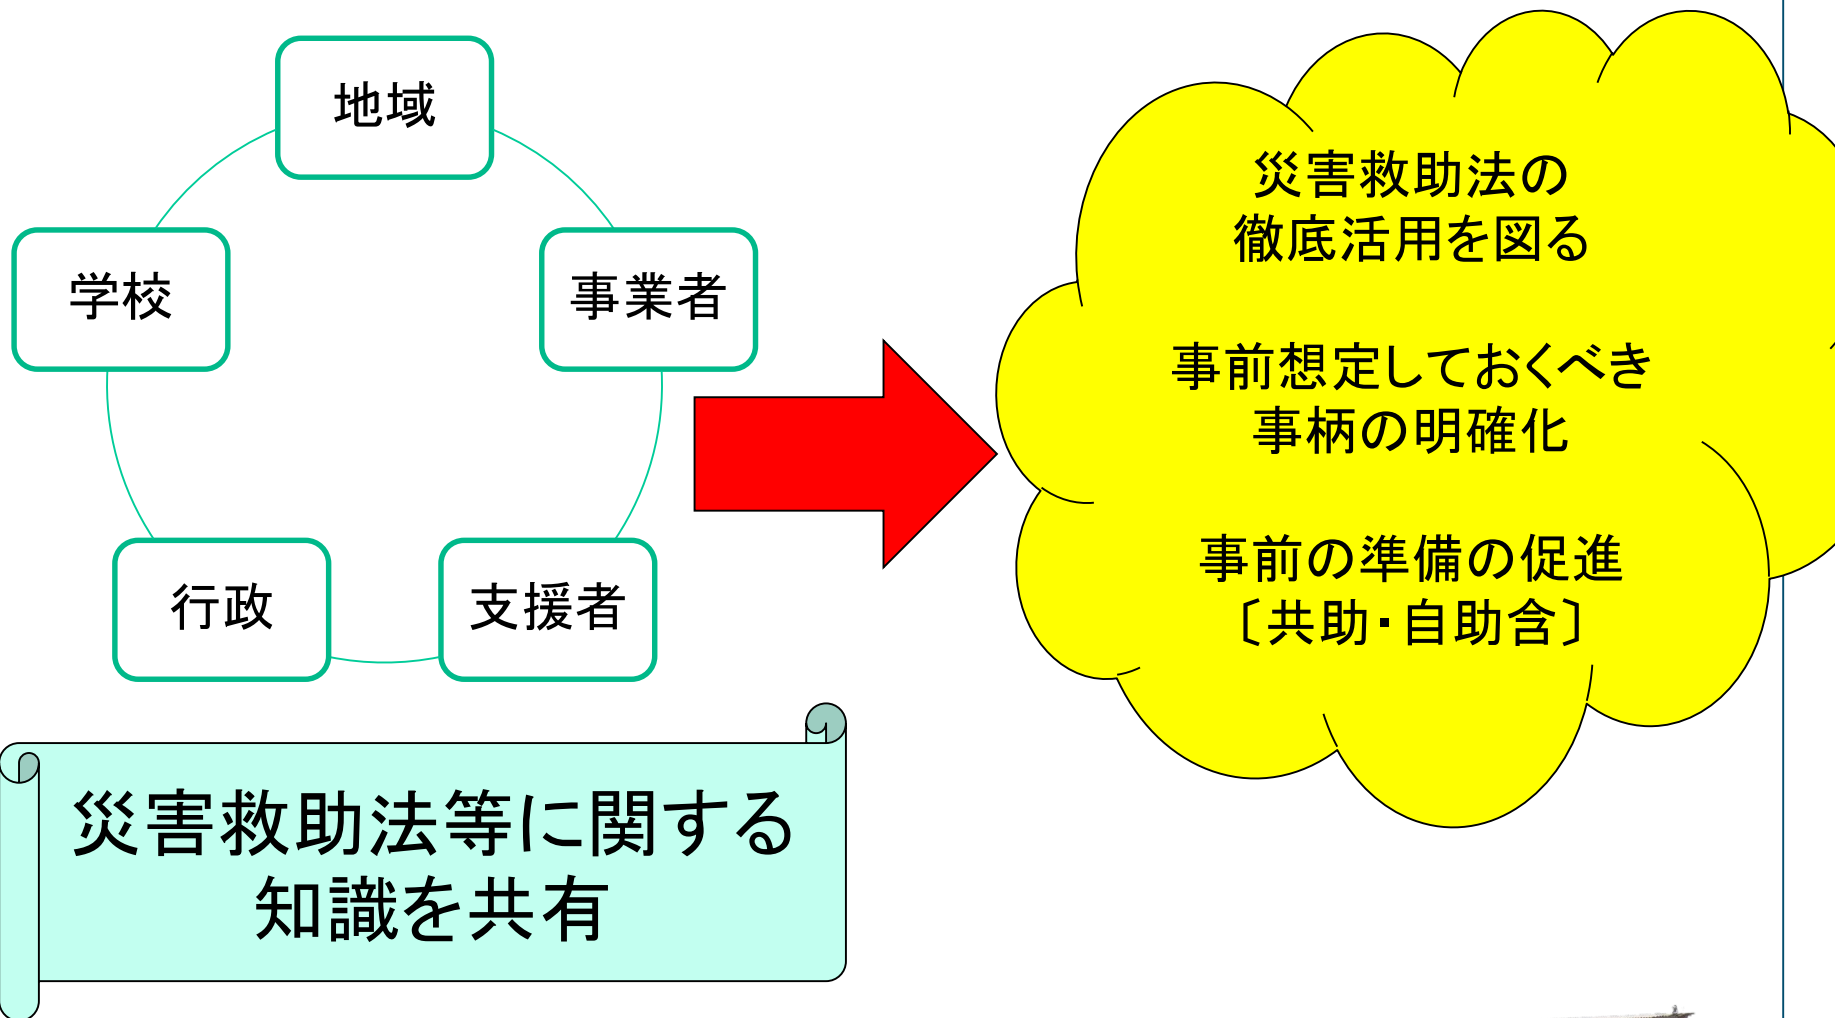 地域
学校
事業者
行政
支援者
災害救助法等に関する
知識を共有
災害救助法の
徹底活用を図る
事前想定しておくべき
事柄の明確化
事前の準備の促進
〔共助・自助含〕